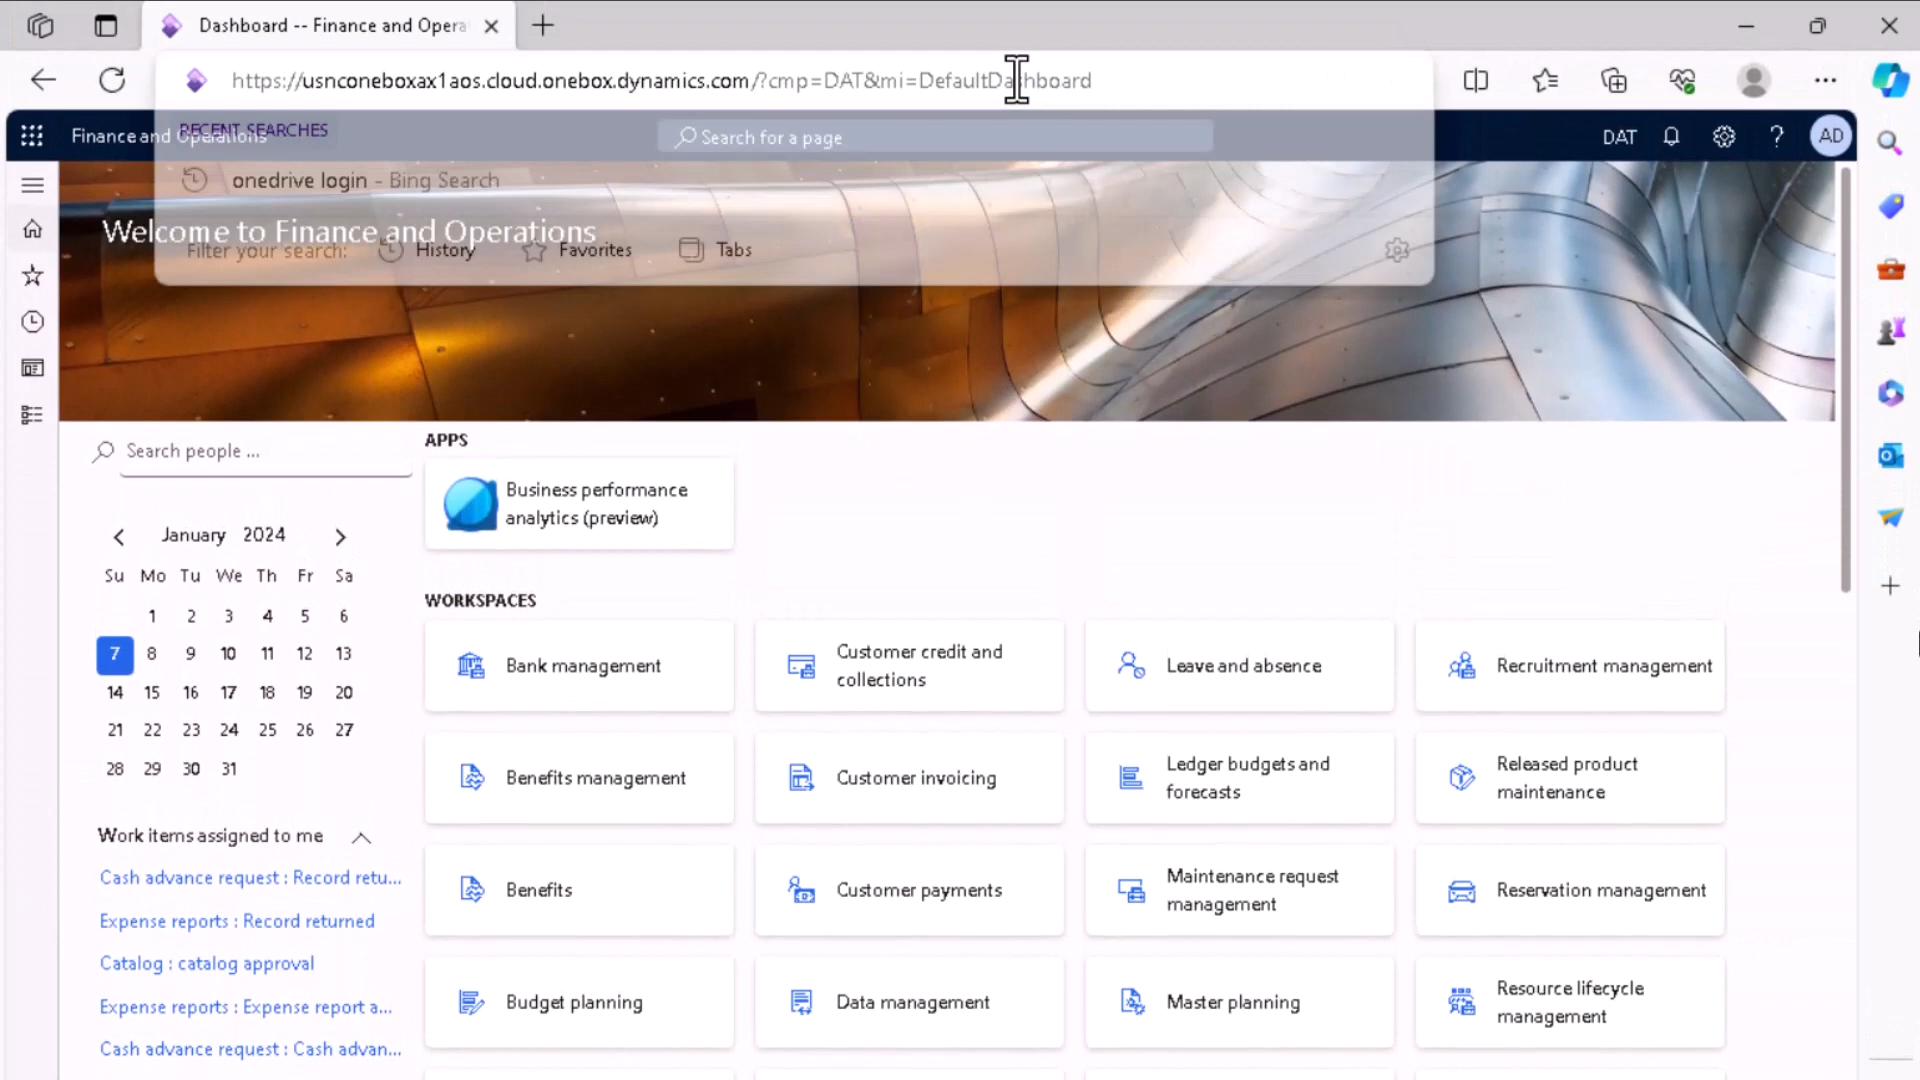 Dashboard -- Finance and Opera
https://usnconeboxax1aos.cloud.onebox.dynamics.com/?cmp=DAT&mi=DefaultDashboard
Finance and Operations
RECENT SEARCHES
Search for a page
DAT
AD
onedrive login - Bing Search
Welcome to Finance and Operations
Filter your search:
History
Favorites
Tabs
Search people ...
January 2024
Su Mo Tu We Th Fr Sa
1 2 3 4 5 6
7 8 9 10 11 12 13
14 15 16 17 18 19 20
21 22 23 24 25 26 27
28 29 30 31
Work items assigned to me
Cash advance request : Record retu...
Expense reports : Record returned
Catalog : catalog approval
Expense reports : Expense report a...
Cash advance request : Cash advan...
APPS
Business performance
analytics (preview)
WORKSPACES
Bank management
Customer credit and
collections
Leave and absence
Recruitment management
Benefits management
Customer invoicing
Ledger budgets and
forecasts
Released product
maintenance
Benefits
Customer payments
Maintenance request
management
Reservation management
Budget planning
Data management
Master planning
Resource lifecycle
management